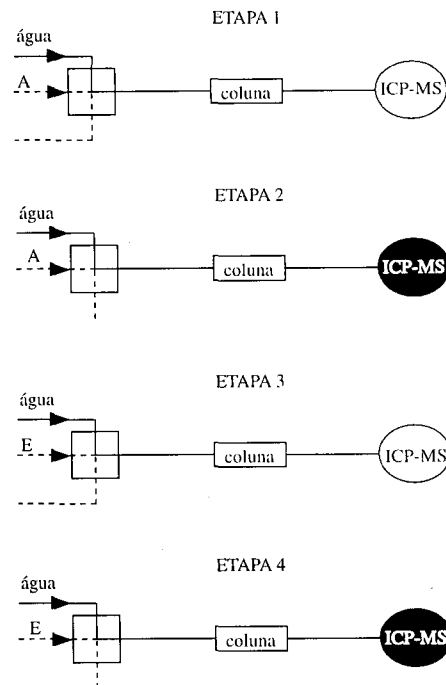 ETAPA 1
água
A
coluna
ICP-MS
ETAPA 2
água
A
coluna
ICP-MS
ETAPA 3
água
E
coluna
ICP-MS
ETAPA 4
água
E
coluna
ICP-MS